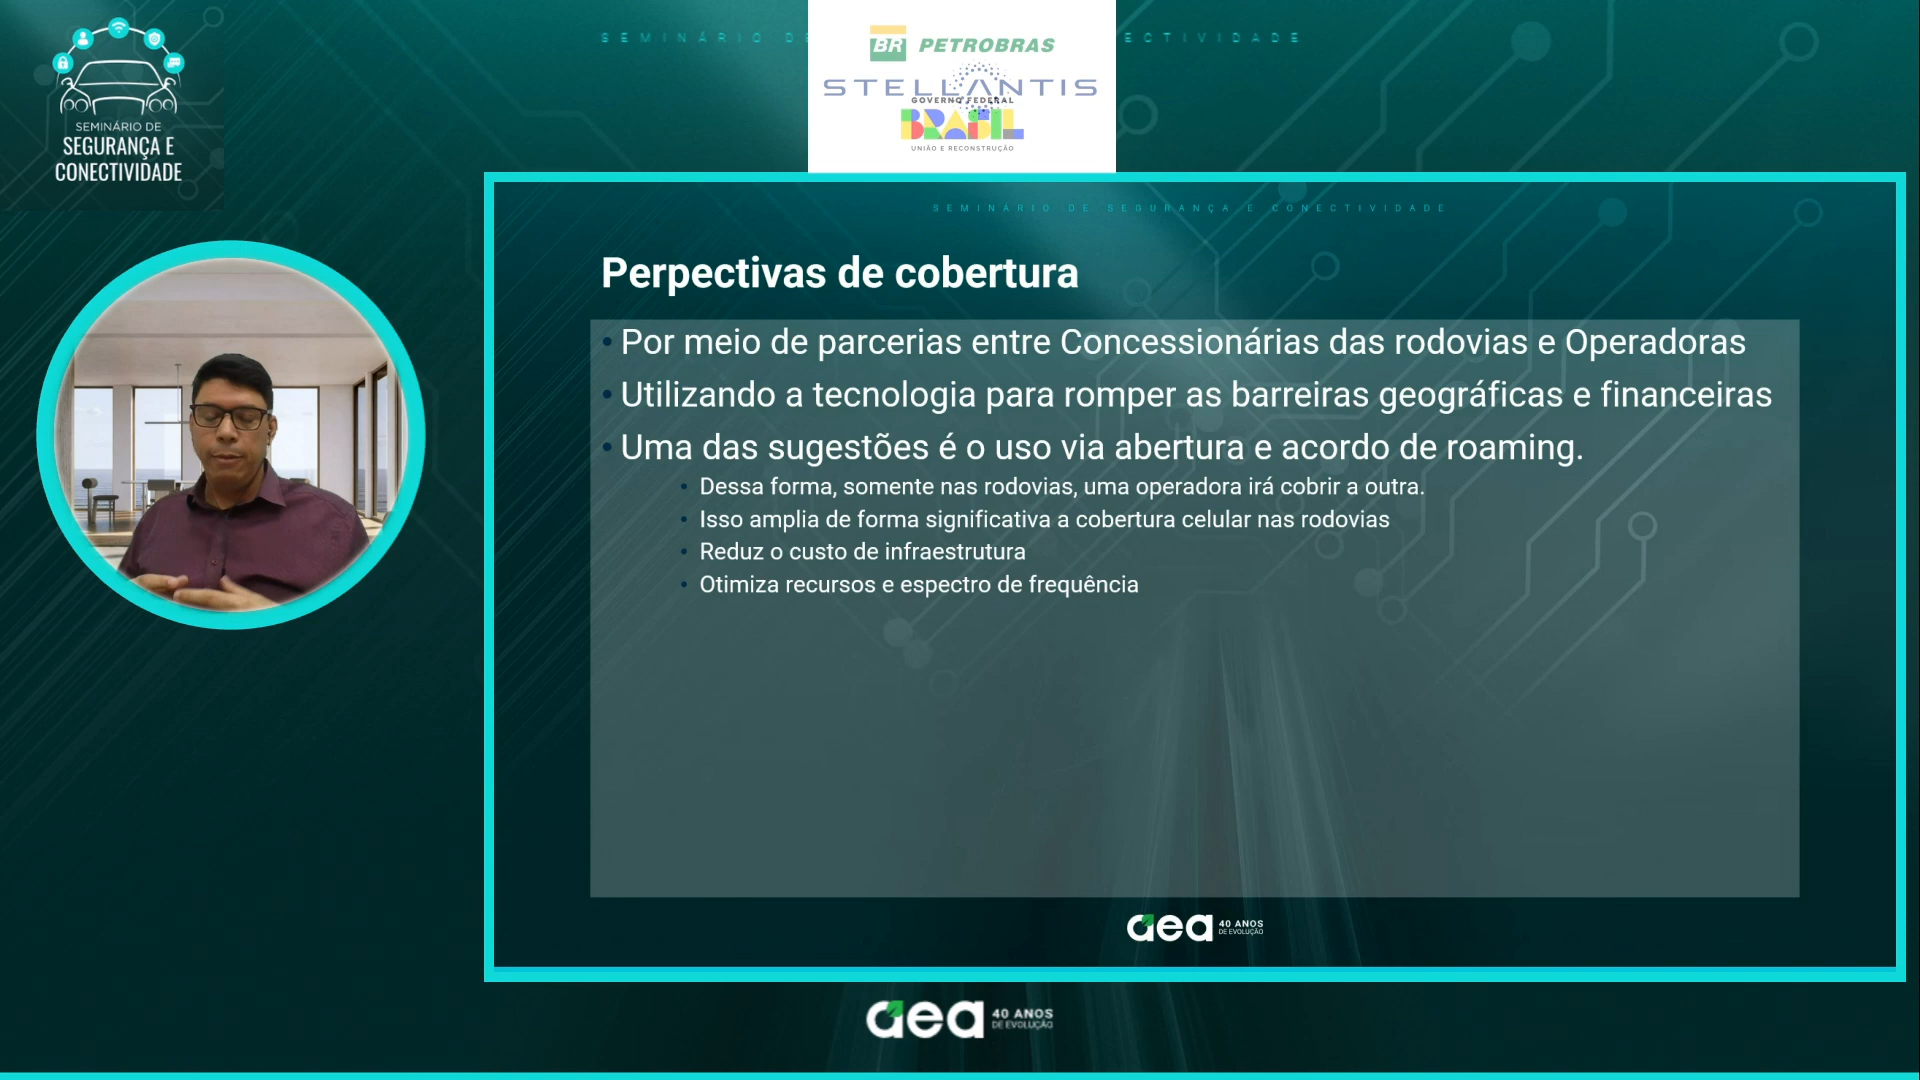 SEMINÁRIO DE
SEGURANÇA E
CONECTIVIDADE
SEMINÁRIO DE
ECTIVIDADE
BR PETROBRAS
STELLANTIS
GOVERNO FEDERAL
BRASIL
UNIÃO E RECONSTRUÇÃO
SEMINÁRIO DE SEGURANÇA E CONECTIVIDADE
Perpectivas de cobertura
• Por meio de parcerias entre Concessionárias das rodovias e Operadoras
• Utilizando a tecnologia para romper as barreiras geográficas e financeiras
• Uma das sugestões é o uso via abertura e acordo de roaming.
• Dessa forma, somente nas rodovias, uma operadora irá cobrir a outra.
• Isso amplia de forma significativa a cobertura celular nas rodovias
• Reduz o custo de infraestrutura
• Otimiza recursos e espectro de frequência
aea 40 ANOS
DE EVOLUÇÃO
aea 40 ANOS
DE EVOLUÇÃO